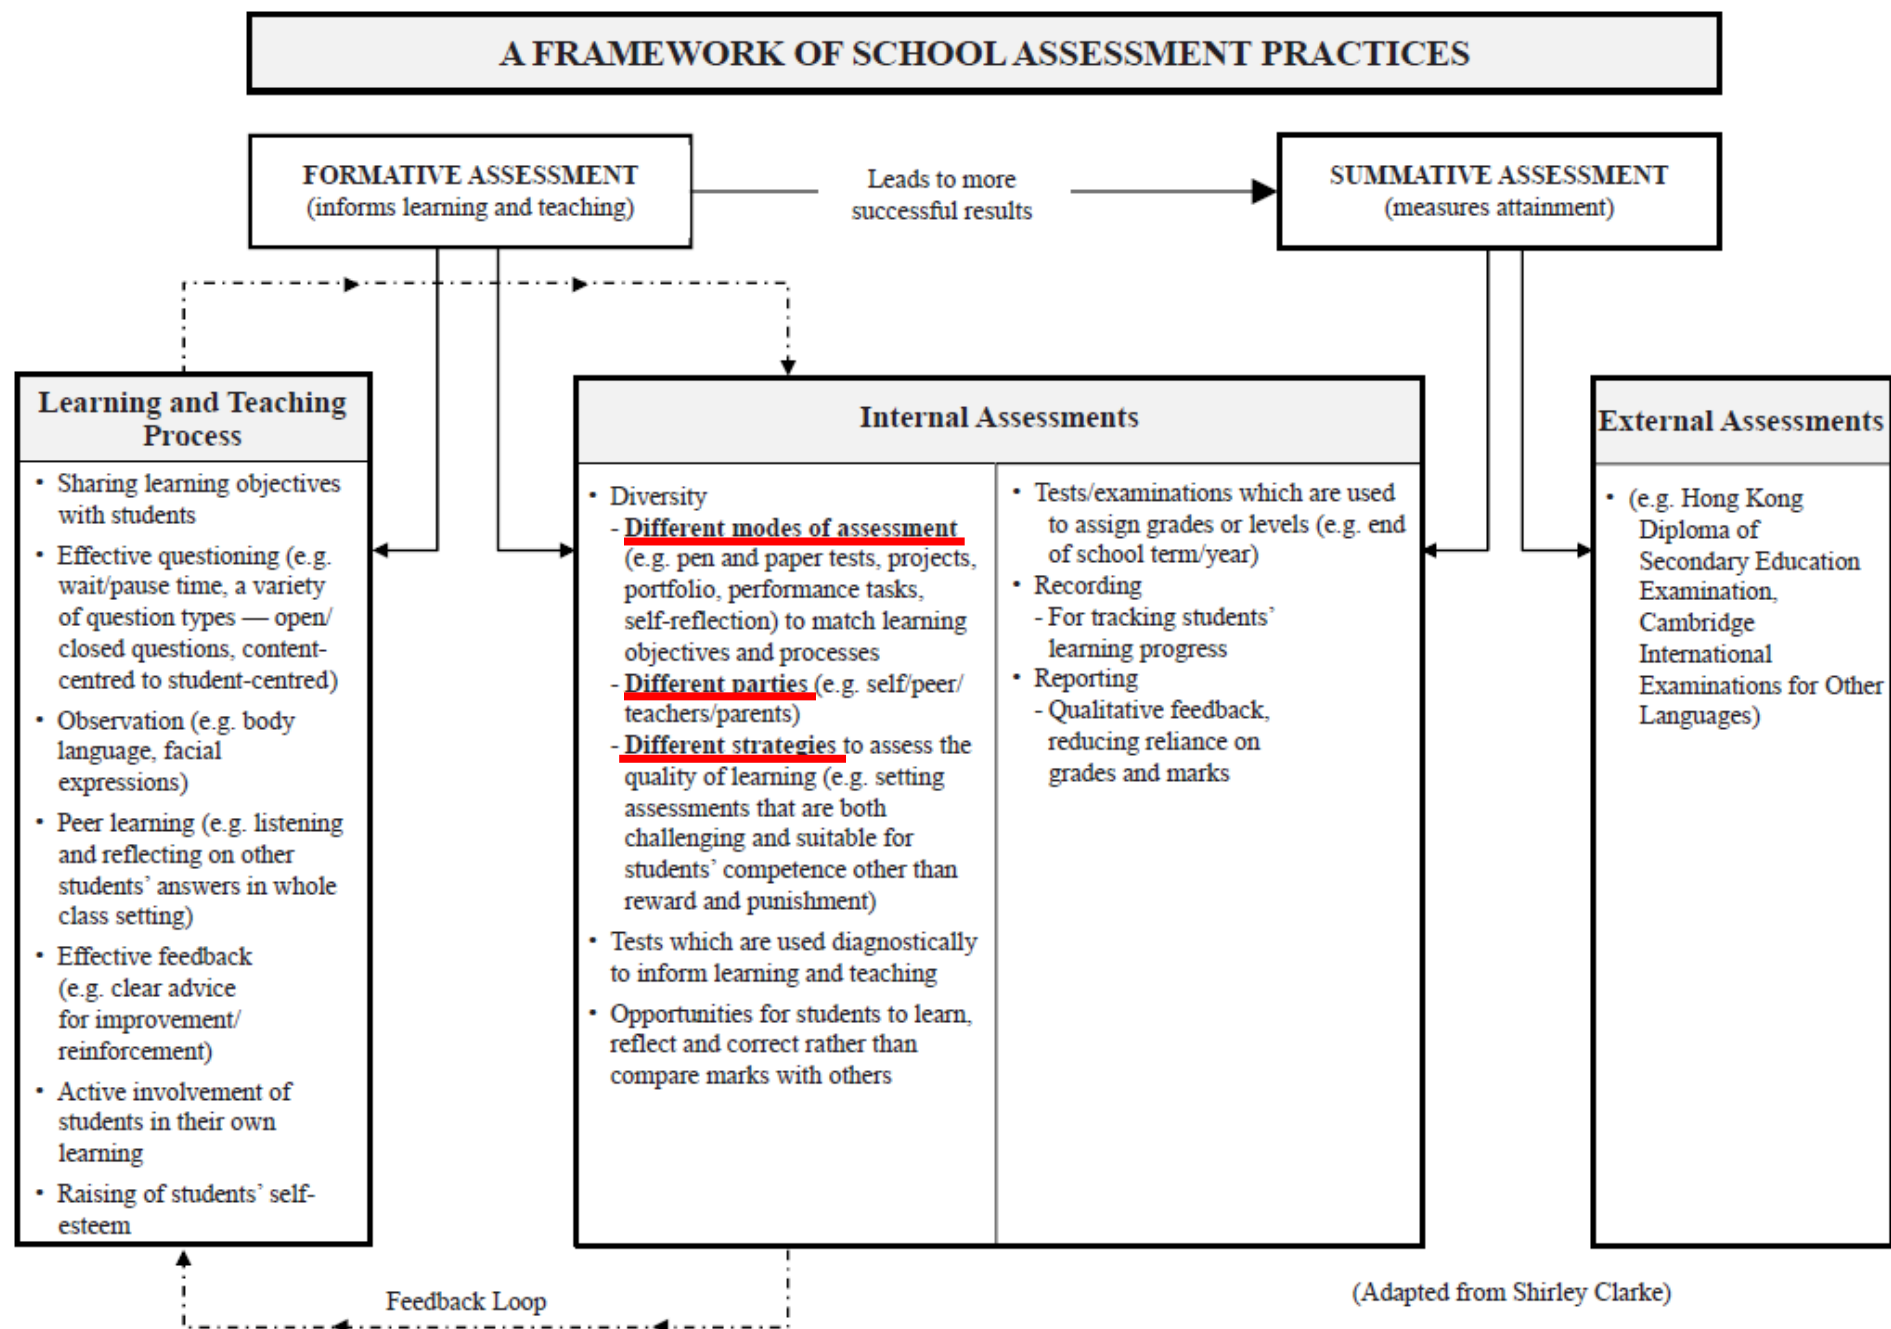 A FRAMEWORK OF SCHOOL ASSESSMENT PRACTICES
FORMATIVE ASSESSMENT
(informs learning and teaching)
Leads to more
successful results
SUMMATIVE ASSESSMENT
(measures attainment)
Learning and Teaching
Process
• Sharing learning objectives
with students
• Effective questioning (e.g.
wait/pause time, a variety
of question types — open/
closed questions, content-
centred to student-centred)
• Observation (e.g. body
language, facial
expressions)
• Peer learning (e.g. listening
and reflecting on other
students’ answers in whole
class setting)
• Effective feedback
(e.g. clear advice
for improvement/
reinforcement)
• Active involvement of
students in their own
learning
• Raising of students’ self-
esteem
Internal Assessments
• Diversity
- Different modes of assessment
(e.g. pen and paper tests, projects,
portfolio, performance tasks,
self-reflection) to match learning
objectives and processes
- Different parties (e.g. self/peer/
teachers/parents)
- Different strategies to assess the
quality of learning (e.g. setting
assessments that are both
challenging and suitable for
students’ competence other than
reward and punishment)
• Tests which are used diagnostically
to inform learning and teaching
• Opportunities for students to learn,
reflect and correct rather than
compare marks with others
• Tests/examinations which are used
to assign grades or levels (e.g. end
of school term/year)
• Recording
- For tracking students’
learning progress
• Reporting
- Qualitative feedback,
reducing reliance on
grades and marks
External Assessments
• (e.g. Hong Kong
Diploma of
Secondary Education
Examination,
Cambridge
International
Examinations for Other
Languages)
Feedback Loop
(Adapted from Shirley Clarke)